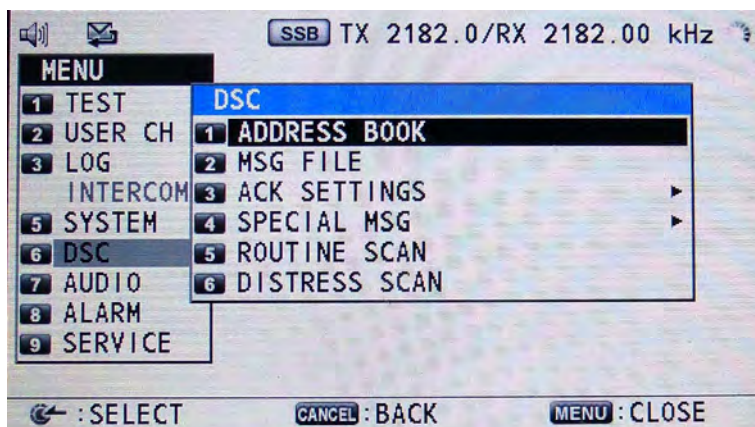 SSB TX 2182.0/RX 2182.00 kHz
MENU
1 TEST
2 USER CH
3 LOG
INTERCOM
5 SYSTEM
6 DSC
7 AUDIO
8 ALARM
9 SERVICE
DSC
1 ADDRESS BOOK
2 MSG FILE
3 ACK SETTINGS
4 SPECIAL MSG
5 ROUTINE SCAN
6 DISTRESS SCAN
:SELECT CANCEL:BACK MENU:CLOSE